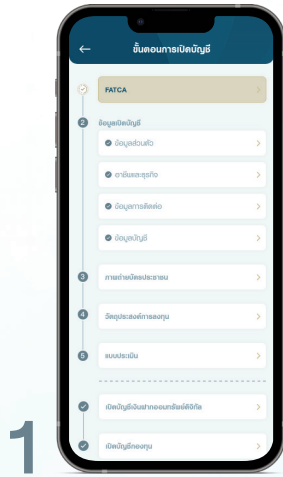 ขั้นตอนการเปิดบัญชี
FATCA
2 ข้อมูลเปิดบัญชี
ข้อมูลส่วนตัว
อาชีพและธุรกิจ
ข้อมูลการติดต่อ
ข้อมูลบัญชี
3 ภาพถ่ายบัตรประชาชน
4 วัตถุประสงค์การลงทุน
5 แบบประเมิน
เปิดบัญชีเงินฝากออมทรัพย์ดิจิทัล
เปิดบัญชีกองทุน
1